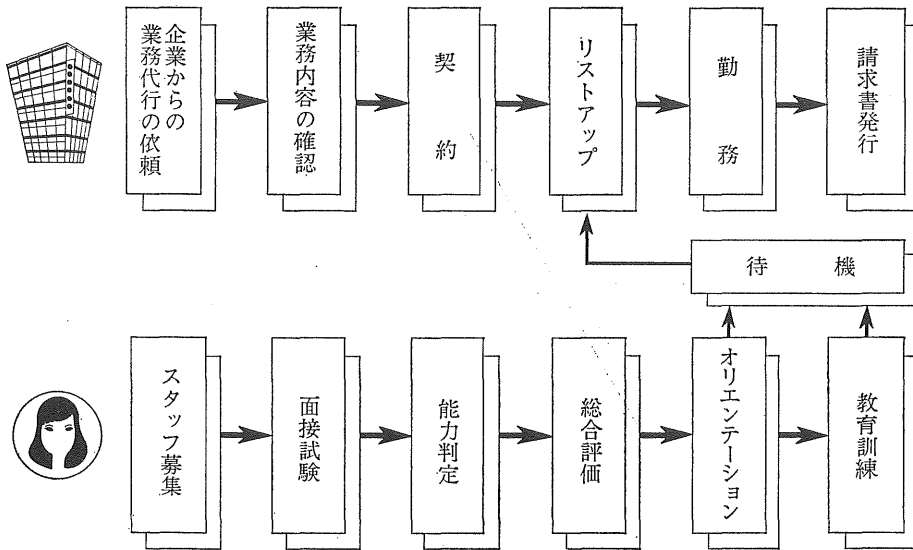 企業からの
業務代行の依頼
業務内容の確認
契約
リストアップ
勤務
請求書発行
待機
スタッフ募集
面接試験
能力判定
総合評価
オリエンテーション
教育訓練